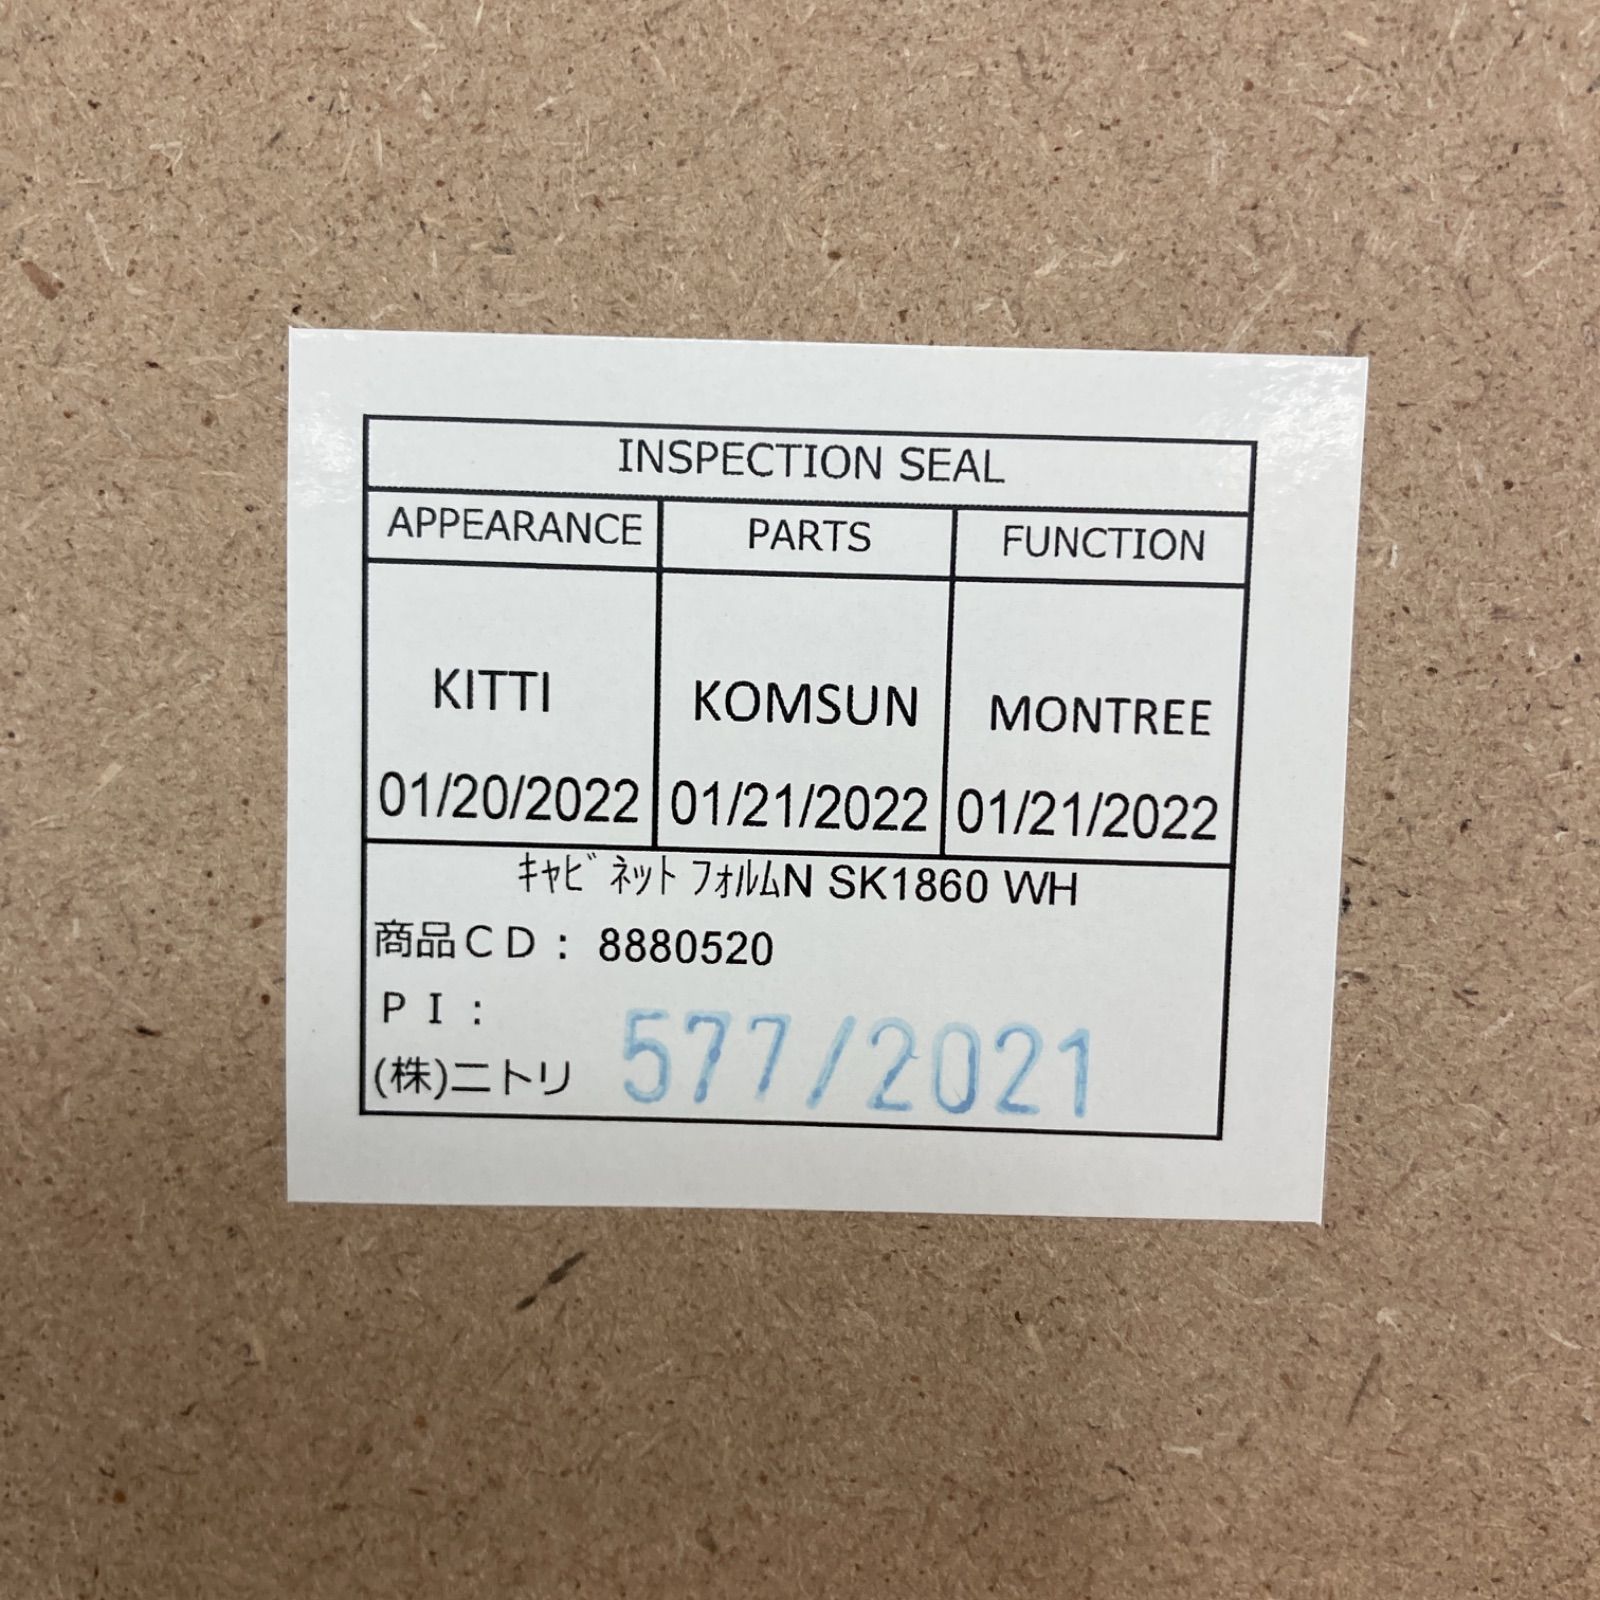 INSPECTION SEAL
APPEARANCE PARTS FUNCTION
KITTI KOMSUN MONTREE
01/20/2022 01/21/2022 01/21/2022
ｷｬﾋﾞﾈｯﾄ ﾌｫﾙﾑN SK1860 WH
商品ＣＤ： 8880520
ＰＩ：
577/2021
(株)ニトリ